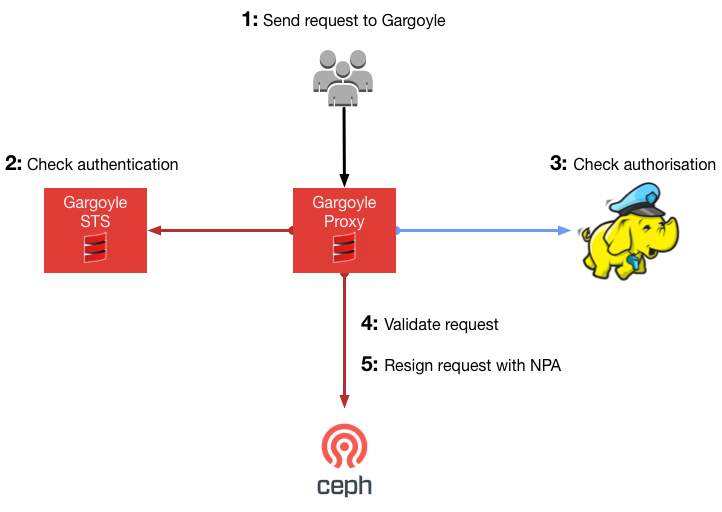 1: Send request to Gargoyle
2: Check authentication
3: Check authorisation
Gargoyle
STS
Gargoyle
Proxy
4: Validate request
5: Resign request with NPA
ceph